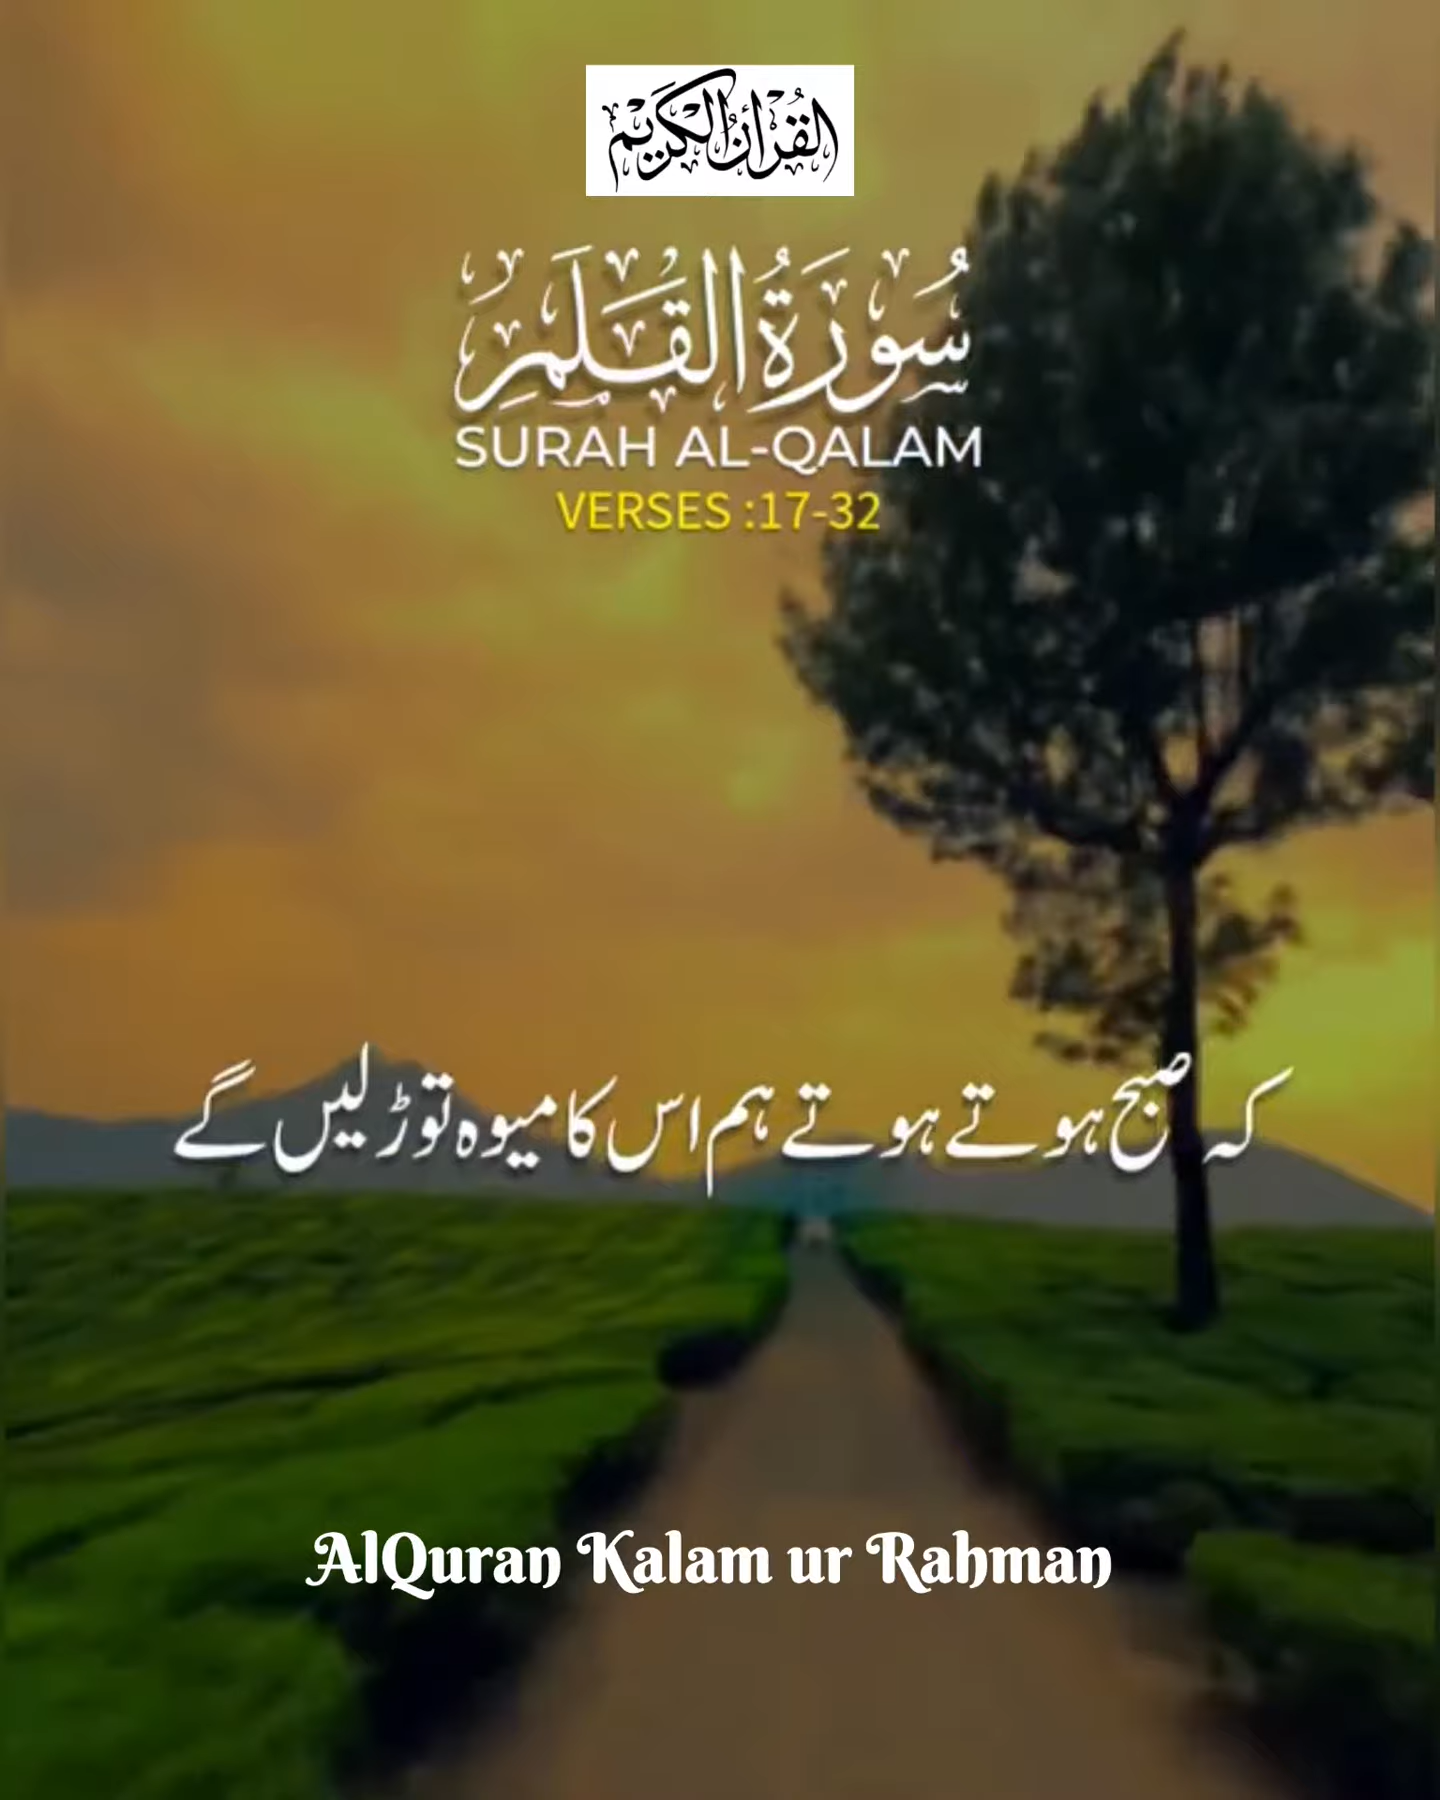 القرآن الكريم
سُورَةُ القَلَمِ
SURAH AL-QALAM
VERSES :17-32
کہ صبح ہوتے ہوتے ہم اس کا میوہ توڑ لیں گے
AlQuran Kalam ur Rahman